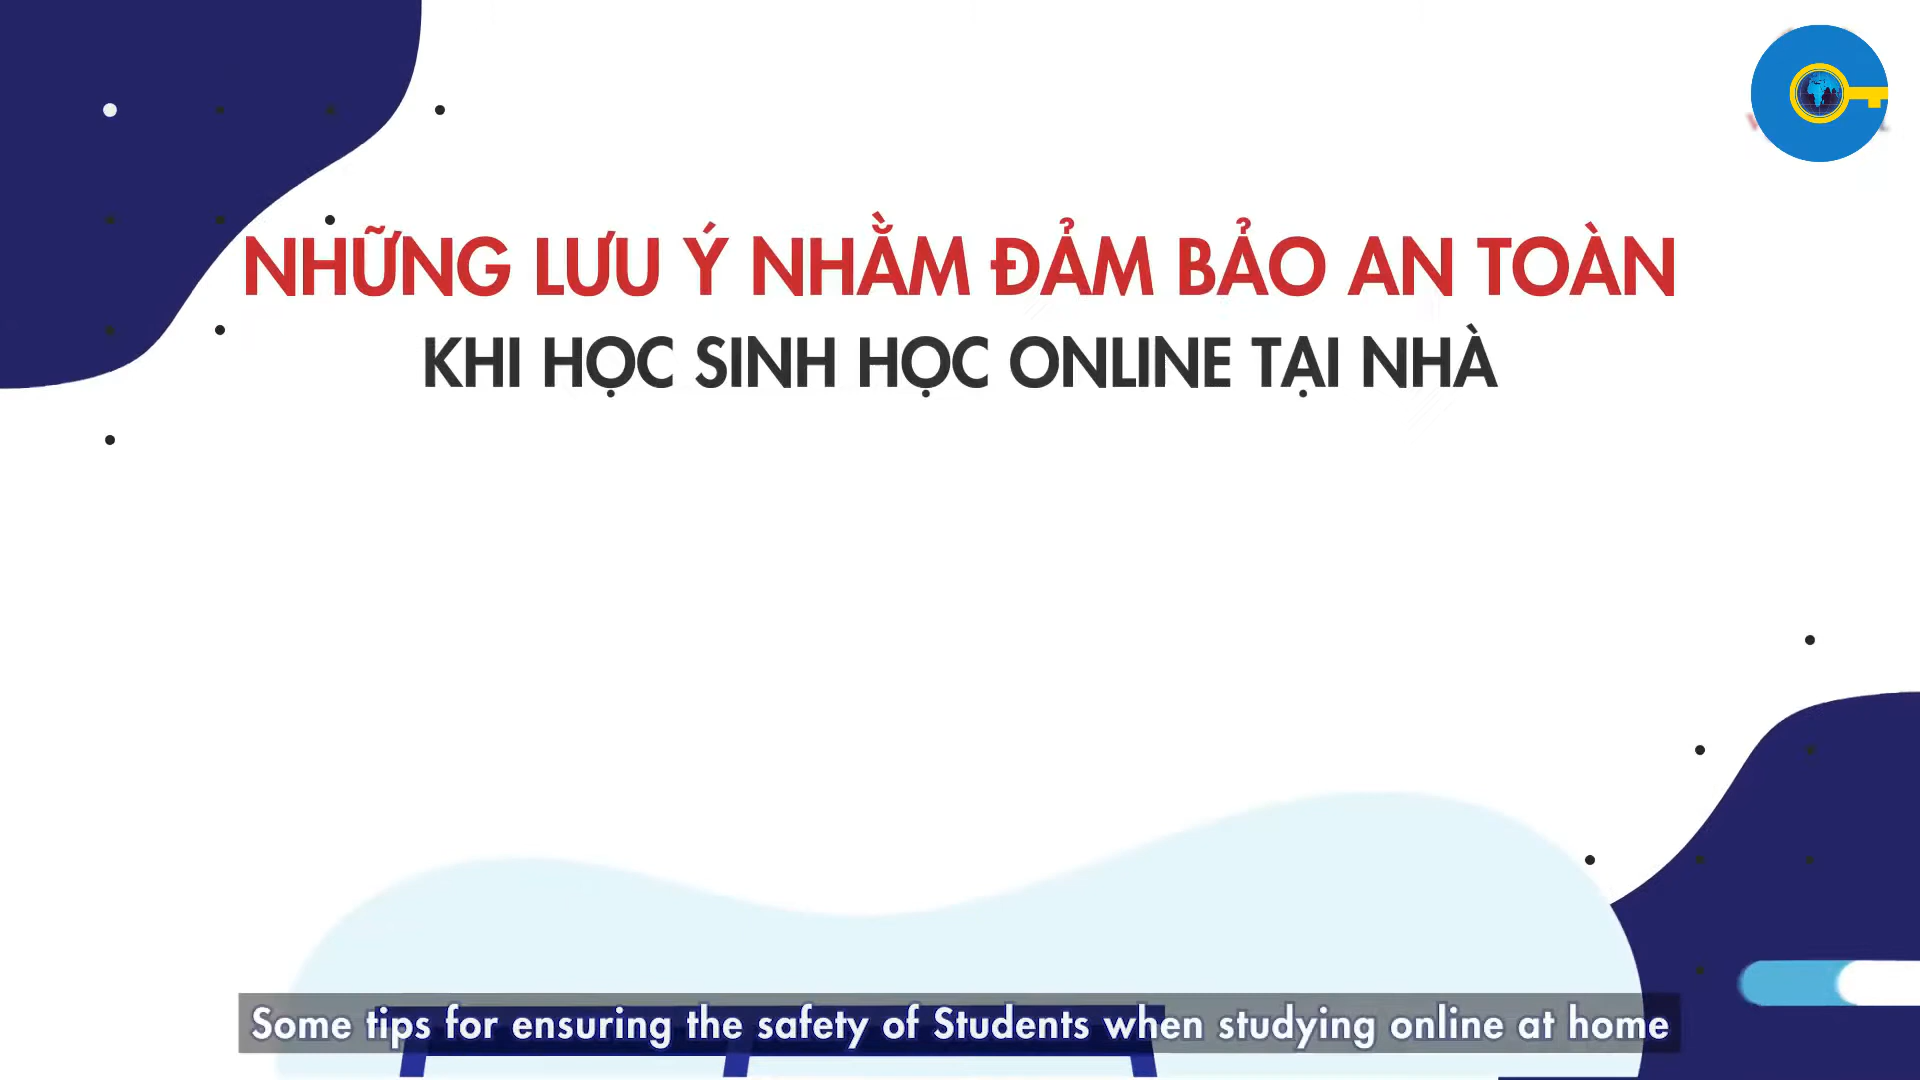 NHỮNG LƯU Ý NHẰM ĐẢM BẢO AN TOÀN
KHI HỌC SINH HỌC ONLINE TẠI NHÀ
Some tips for ensuring the safety of Students when studying online at home